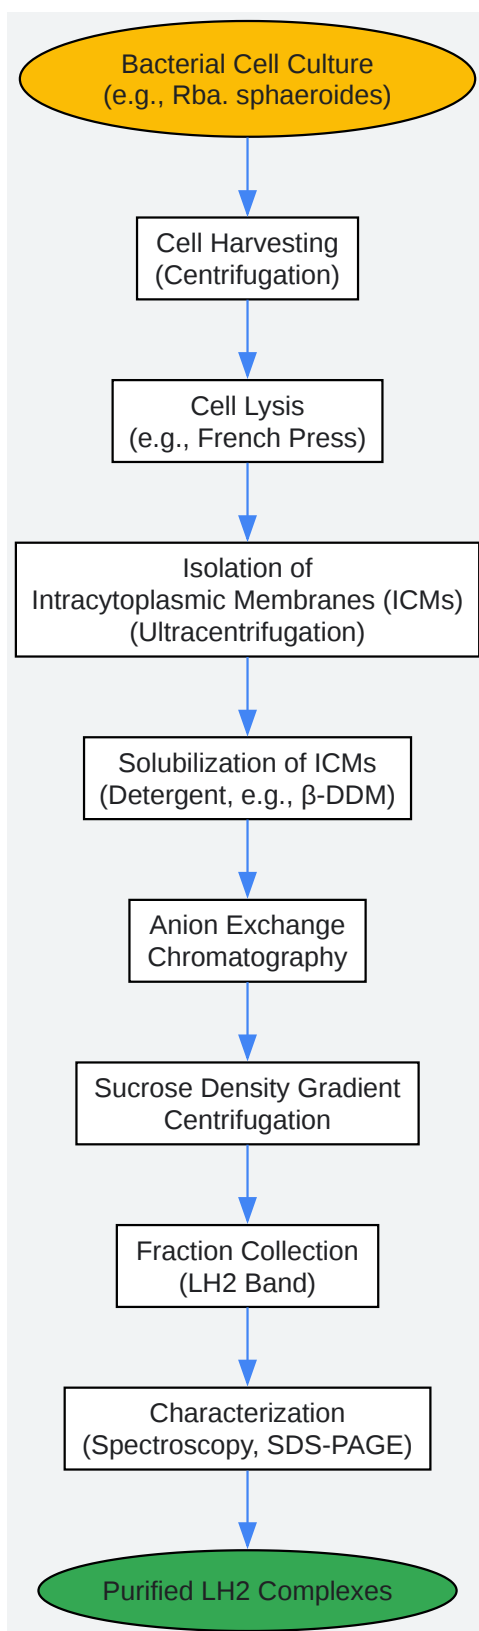 Bacterial Cell Culture
(e.g., Rba. sphaeroides)
Cell Harvesting
(Centrifugation)
Cell Lysis
(e.g., French Press)
Isolation of
Intracytoplasmic Membranes (ICMs)
(Ultracentrifugation)
Solubilization of ICMs
(Detergent, e.g., β-DDM)
Anion Exchange
Chromatography
Sucrose Density Gradient
Centrifugation
Fraction Collection
(LH2 Band)
Characterization
(Spectroscopy, SDS-PAGE)
Purified LH2 Complexes